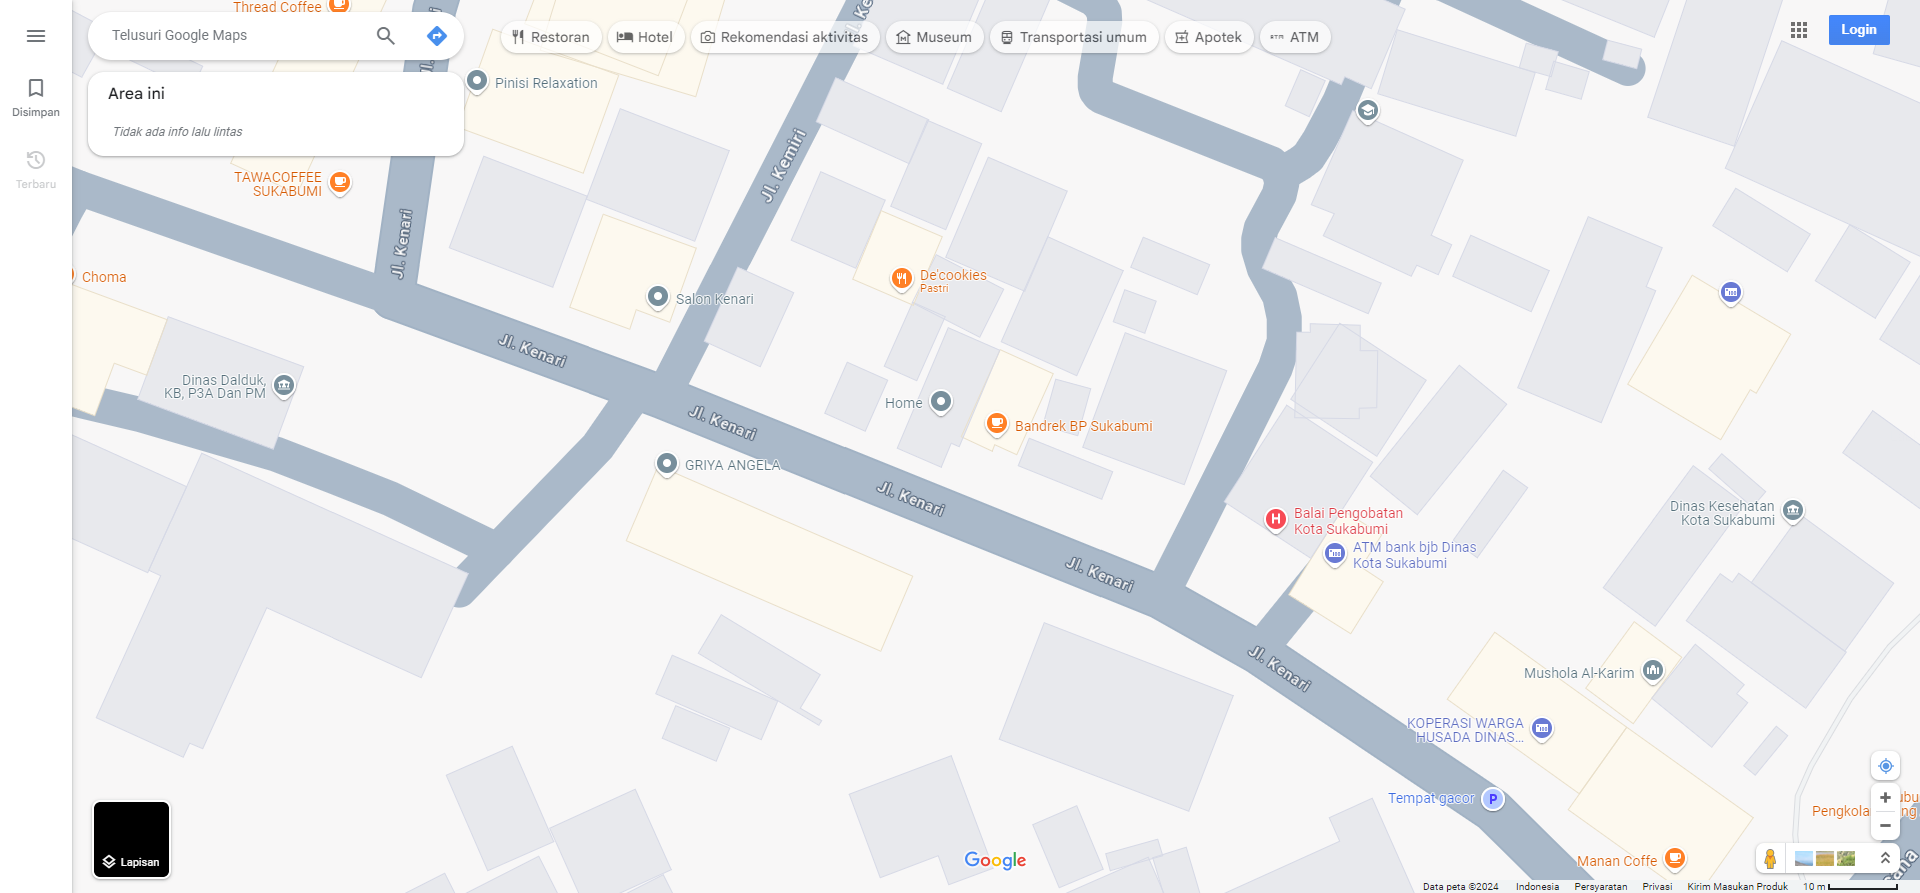 Thread Coffee
Telusuri Google Maps
Restoran
Hotel
Rekomendasi aktivitas
Museum
Transportasi umum
Apotek
ATM
Login
Disimpan
Terbaru
Area ini
Tidak ada info lalu lintas
Pinisi Relaxation
Jl. Kemiri
TAWACOFFEE
SUKABUMI
Jl. Kenari
Choma
De'cookies
Pastri
Salon Kenari
Jl. Kenari
Dinas Dalduk,
KB, P3A Dan PM
Home
Jl. Kenari
Bandrek BP Sukabumi
GRIYA ANGELA
Jl. Kenari
Balai Pengobatan
Kota Sukabumi
ATM bank bjb Dinas
Kota Sukabumi
Dinas Kesehatan
Kota Sukabumi
Jl. Kenari
Jl. Kenari
Mushola Al-Karim
KOPERASI WARGA
HUSADA DINAS...
Tempat gacor
P
Manan Coffe
Lapisan
Google
Data peta ©2024
Indonesia
Persyaratan
Privasi
Kirim Masukan Produk
10 m